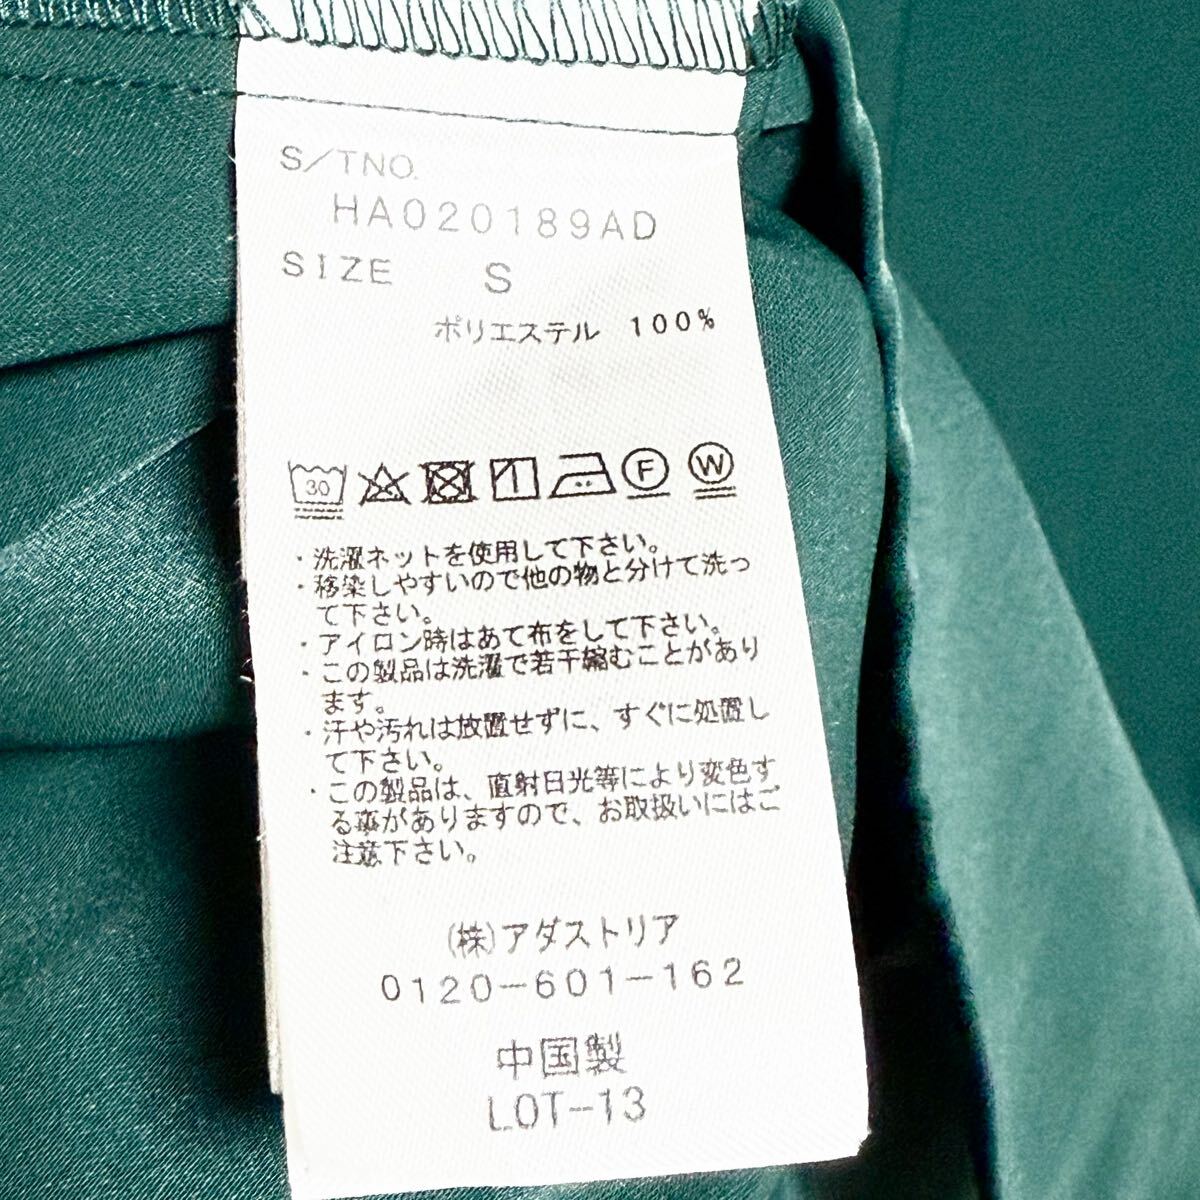 S/TNO.
HA020189AD
SIZE S
ポリエステル 100%
30 F W
・洗濯ネットを使用して下さい。
・移染しやすいので他の物と分けて洗っ
て下さい。
・アイロン時はあて布をして下さい。
・この製品は洗濯で若干縮むことがあり
ます。
・汗や汚れは放置せずに、すぐに処置し
て下さい。
・この製品は、直射日光等により変色す
る事がありますので、お取扱いにはご
注意下さい。
(株)アダストリア
0120-601-162
中国製
LOT-13